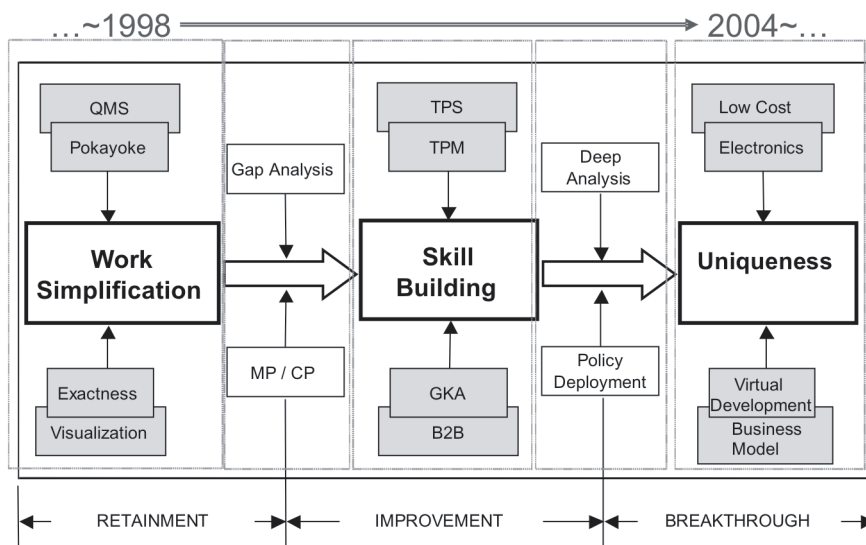 ...~1998
2004~...
QMS
Pokayoke
Gap Analysis
TPS
TPM
Deep
Analysis
Low Cost
Electronics
Work
Simplification
Skill
Building
Uniqueness
Exactness
Visualization
MP / CP
GKA
B2B
Policy
Deployment
Virtual
Development
Business
Model
RETAINMENT
IMPROVEMENT
BREAKTHROUGH